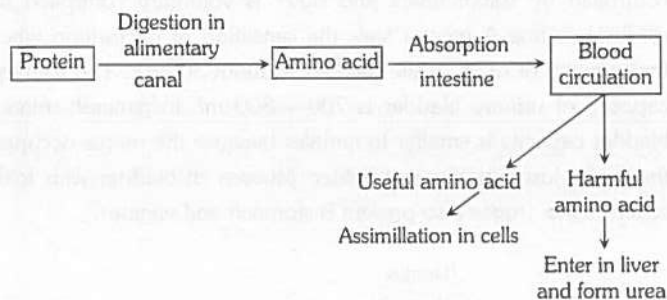 Digestion in
alimentary
canal
Protein
Amino acid
Absorption
intestine
Blood
circulation
Useful amino acid
Assimillation in cells
Harmful
amino acid
Enter in liver
and form urea